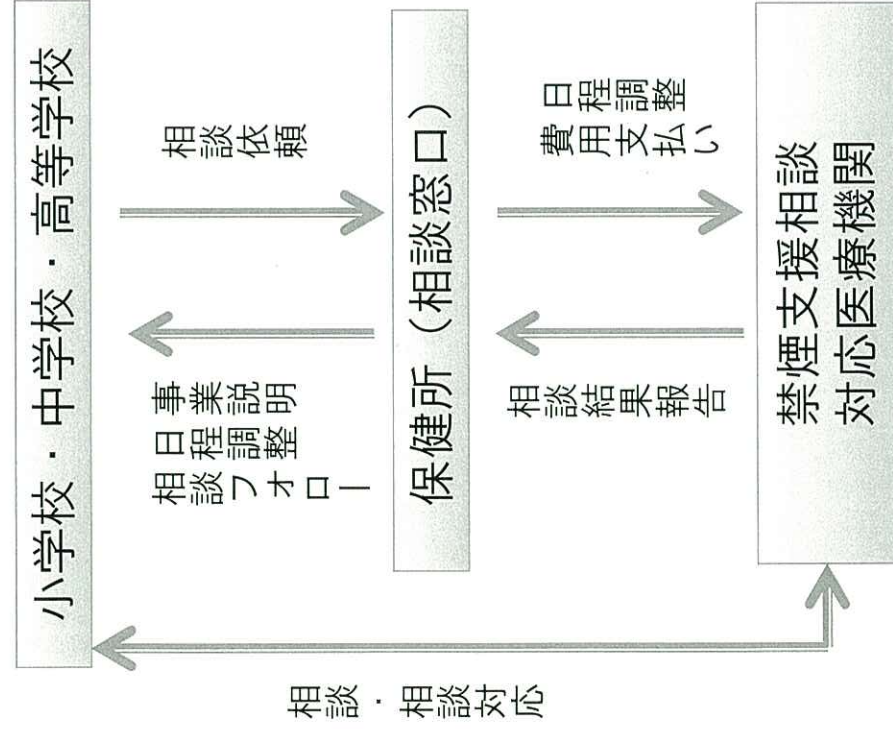 小学校・中学校・高等学校
相談依頼
事業説明
日程調整
相談フォロー
保健所（相談窓口）
日程調整
費用支払い
相談結果報告
禁煙支援相談
対応医療機関
相談・相談対応